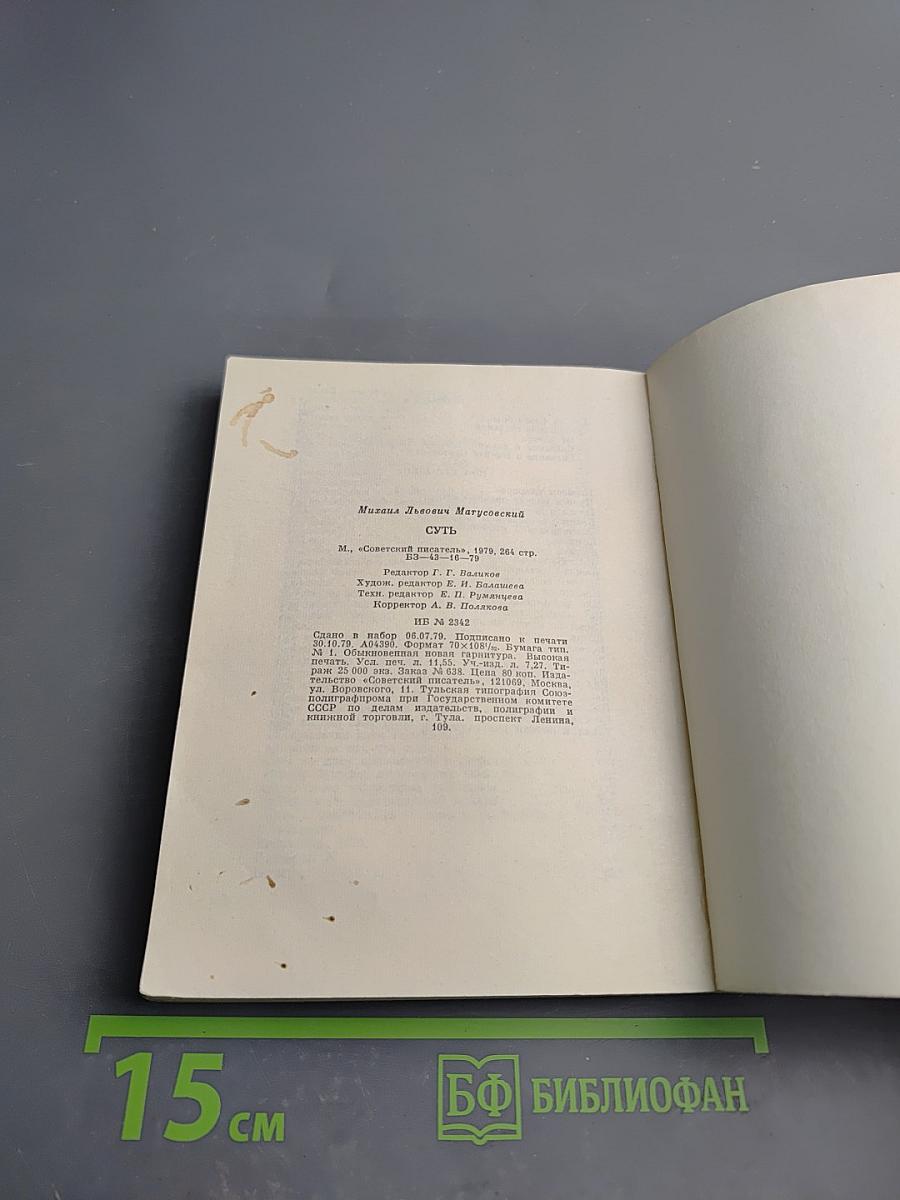 Михаил Львович Матусовский
СУТЬ
М., «Советский писатель», 1979, 264 стр.
БЗ—43—16—79
Редактор Г. Г. Валиков
Худож. редактор Е. И. Балашева
Техн. редактор Е. П. Румянцева
Корректор А. В. Полякова
ИБ № 2342
Сдано в набор 06.07.79. Подписано к печати
30.10.79. А04390. Формат 70×108¹/₃₂. Бумага тип.
№ 1. Обыкновенная новая гарнитура. Высокая
печать. Усл. печ. л. 11,55. Уч.-изд. л. 7,27. Ти-
раж 25 000 экз. Заказ № 638. Цена 80 коп. Изда-
тельство «Советский писатель», 121069, Москва,
ул. Воровского, 11. Тульская типография Союз-
полиграфпрома при Государственном комитете
СССР по делам издательств, полиграфии и
книжной торговли, г. Тула, проспект Ленина,
109.
15 см
БФ БИБЛИОФАН